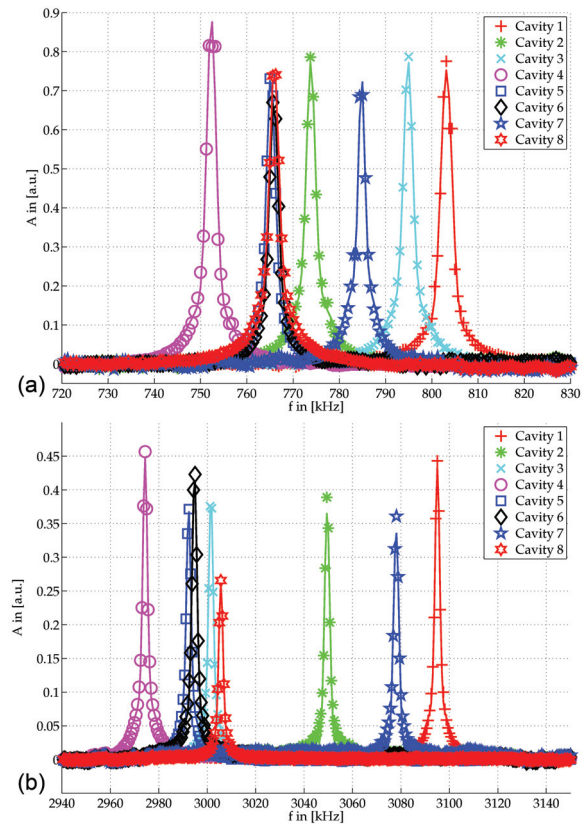 0.9
0.8
0.7
0.6
0.5
0.4
0.3
0.2
0.1
0
A in [a.u.]
Cavity 1
Cavity 2
Cavity 3
Cavity 4
Cavity 5
Cavity 6
Cavity 7
Cavity 8
(a)
720 730 740 750 760 770 780 790 800 810 820 830
f in [kHz]
0.45
0.4
0.35
0.3
0.25
0.2
0.15
0.1
0.05
0
A in [a.u.]
Cavity 1
Cavity 2
Cavity 3
Cavity 4
Cavity 5
Cavity 6
Cavity 7
Cavity 8
(b)
2940 2960 2980 3000 3020 3040 3060 3080 3100 3120 3140
f in [kHz]